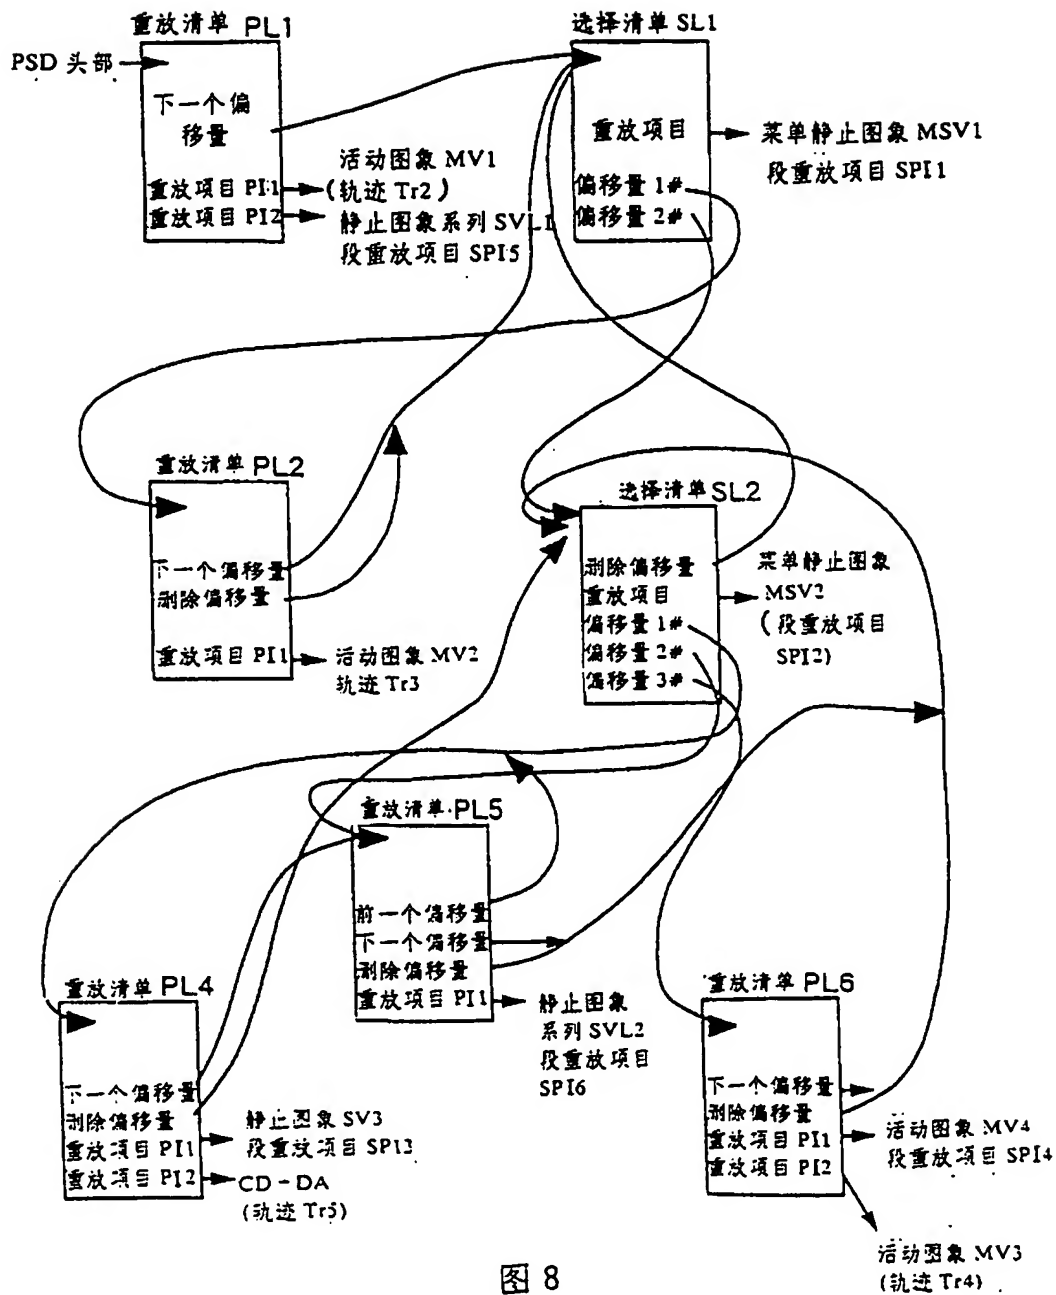 重放清单 PL1
PSD 头部
下一个偏
移量
重放项目 PI1
重放项目 PI2
活动图象 MV1
(轨迹 Tr2)
静止图象系列 SVL1
段重放项目 SPI5
选择清单 SL1
重放项目
偏移量 1#
偏移量 2#
菜单静止图象 MSV1
段重放项目 SPI1
重放清单 PL2
下一个偏移量
删除偏移量
重放项目 PI1
活动图象 MV2
轨迹 Tr3
选择清单 SL2
删除偏移量
重放项目
偏移量 1#
偏移量 2#
偏移量 3#
菜单静止图象
MSV2
(段重放项目
SPI2)
重放清单 PL5
前一个偏移量
下一个偏移量
删除偏移量
重放项目 PI1
静止图象
系列 SVL2
段重放项目
SPI6
重放清单 PL4
下一个偏移量
删除偏移量
重放项目 PI1
重放项目 PI2
静止图象 SV3
段重放项目 SPI3
CD-DA
(轨迹 Tr5)
重放清单 PL6
下一个偏移量
删除偏移量
重放项目 PI1
重放项目 PI2
活动图象 MV4
段重放项目 SPI4
活动图象 MV3
(轨迹 Tr4)
图 8